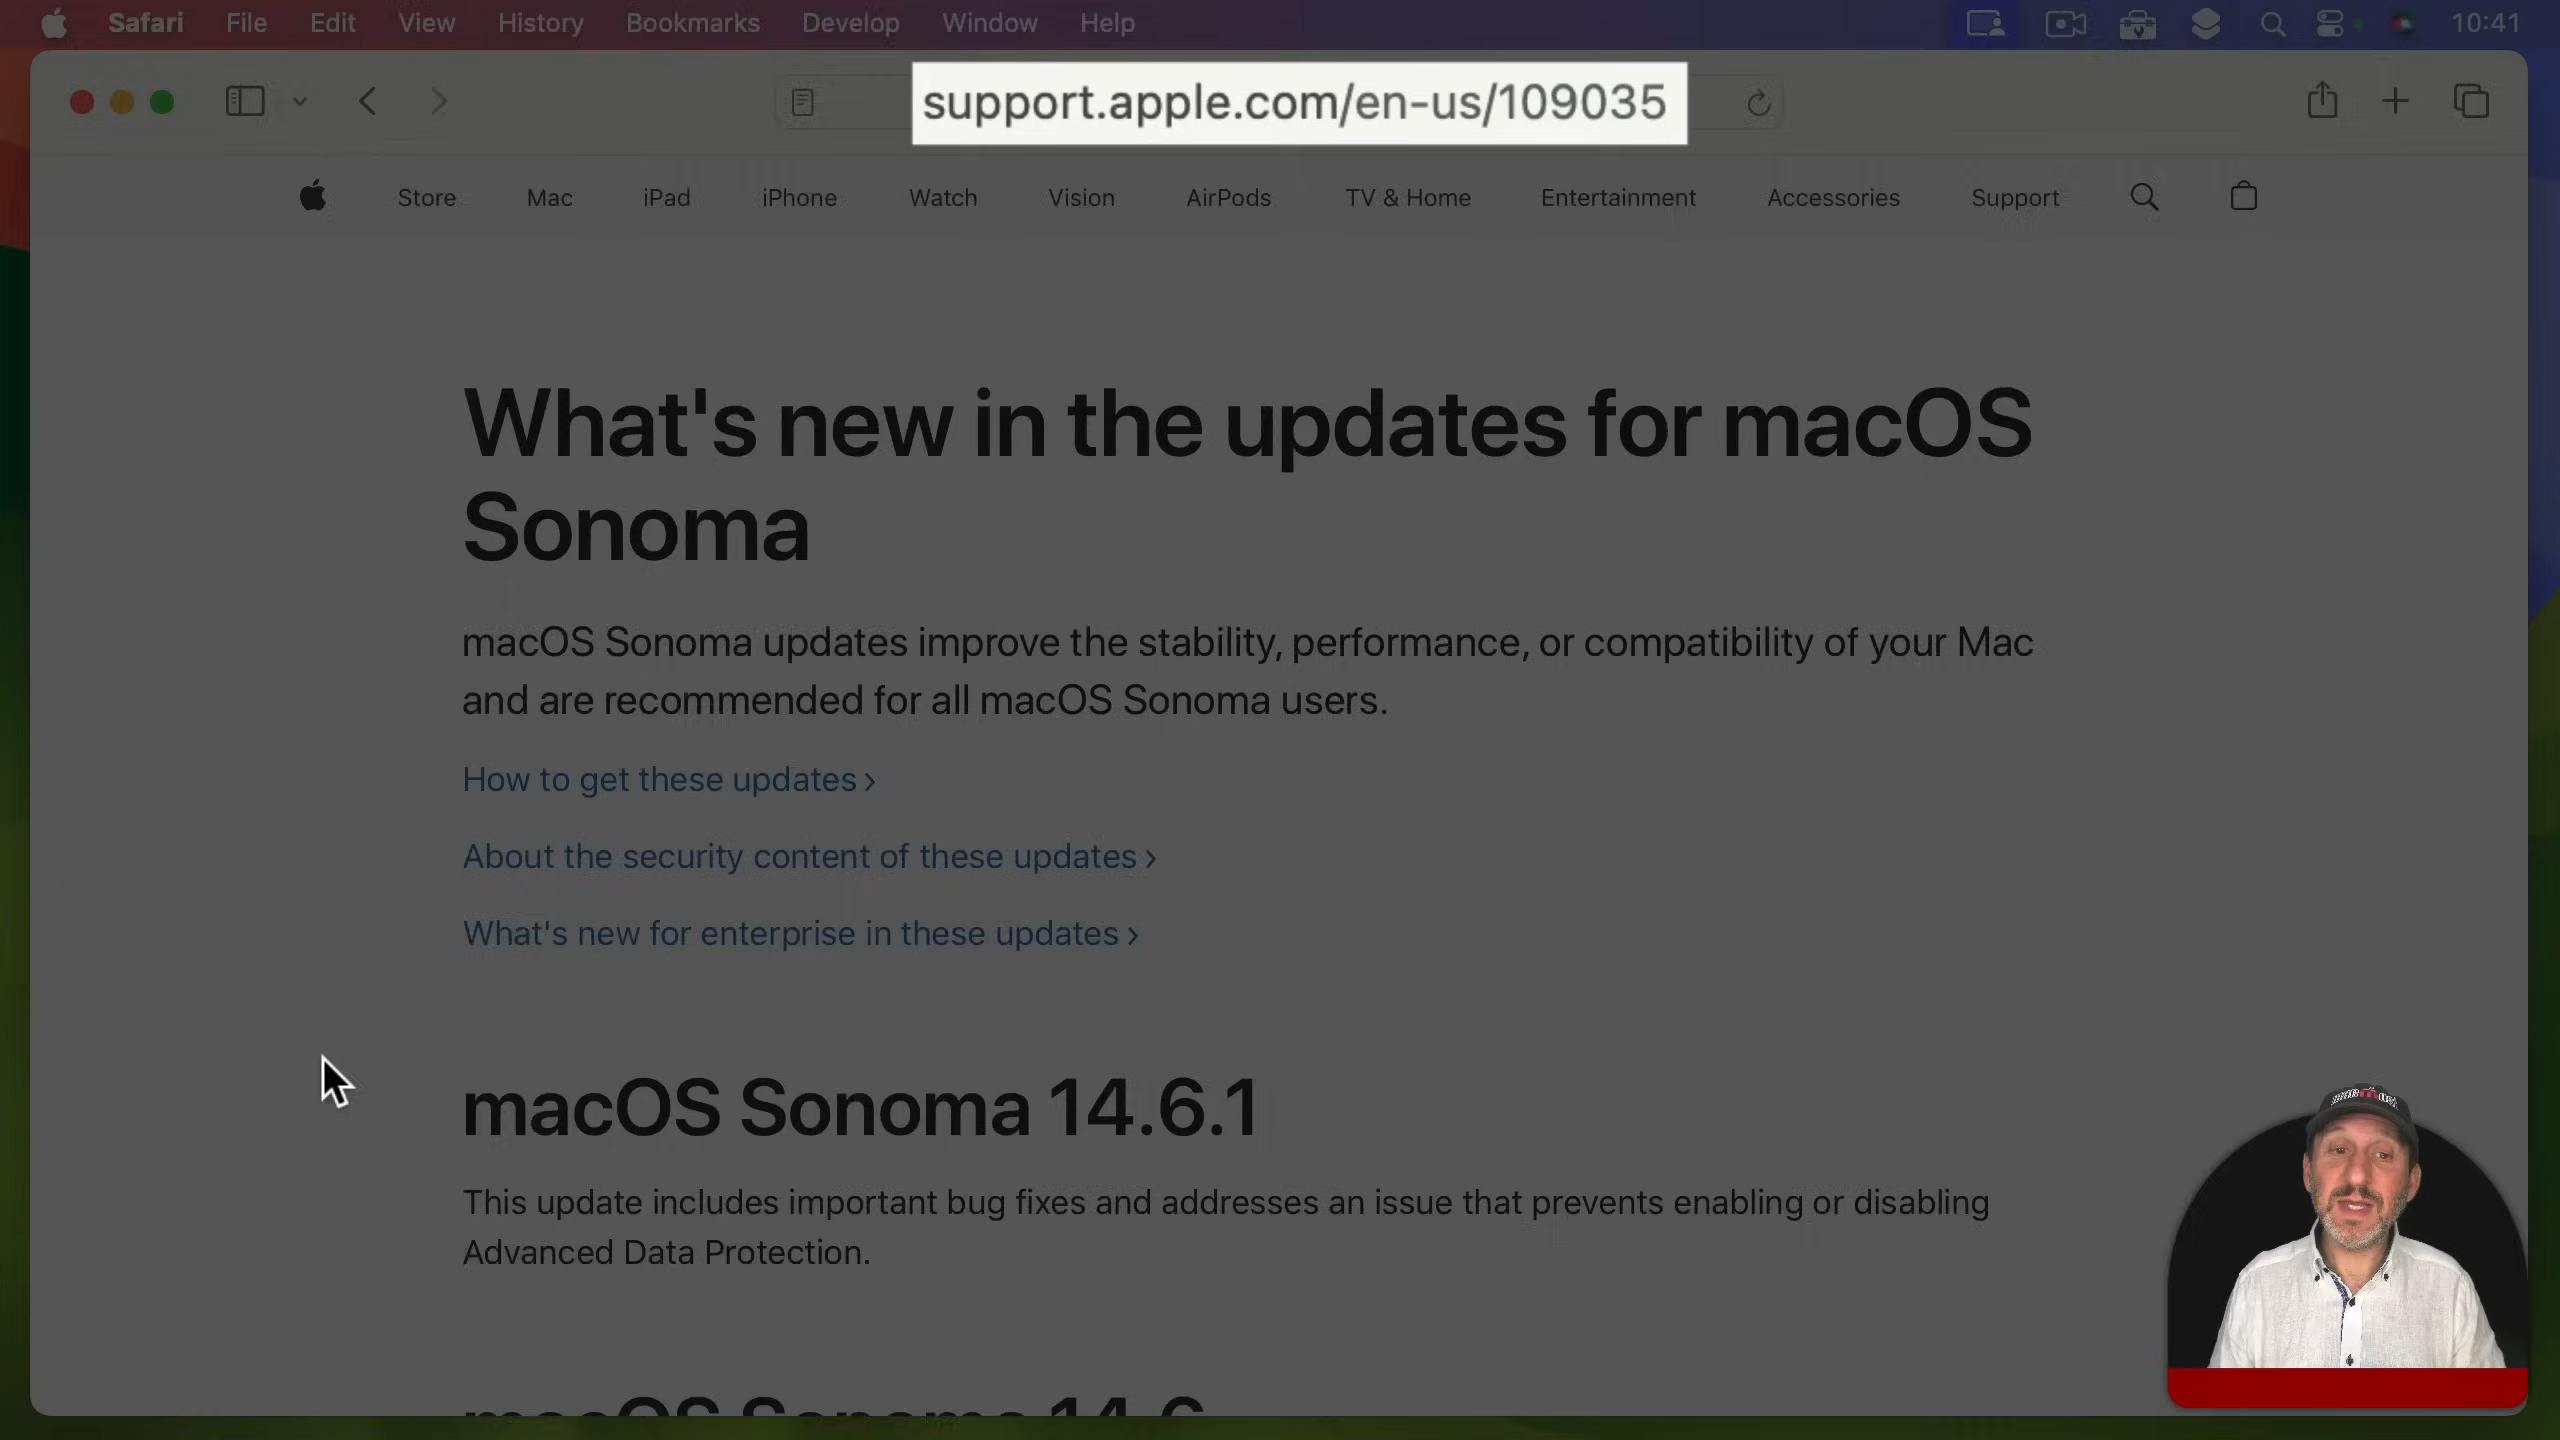 Safari File Edit View History Bookmarks Develop Window Help 10:41
support.apple.com/en-us/109035
Store Mac iPad iPhone Watch Vision AirPods TV & Home Entertainment Accessories Support
What's new in the updates for macOS
Sonoma
macOS Sonoma updates improve the stability, performance, or compatibility of your Mac
and are recommended for all macOS Sonoma users.
How to get these updates >
About the security content of these updates >
What's new for enterprise in these updates >
macOS Sonoma 14.6.1
This update includes important bug fixes and addresses an issue that prevents enabling or disabling
Advanced Data Protection.
macOS Sonoma 14.6